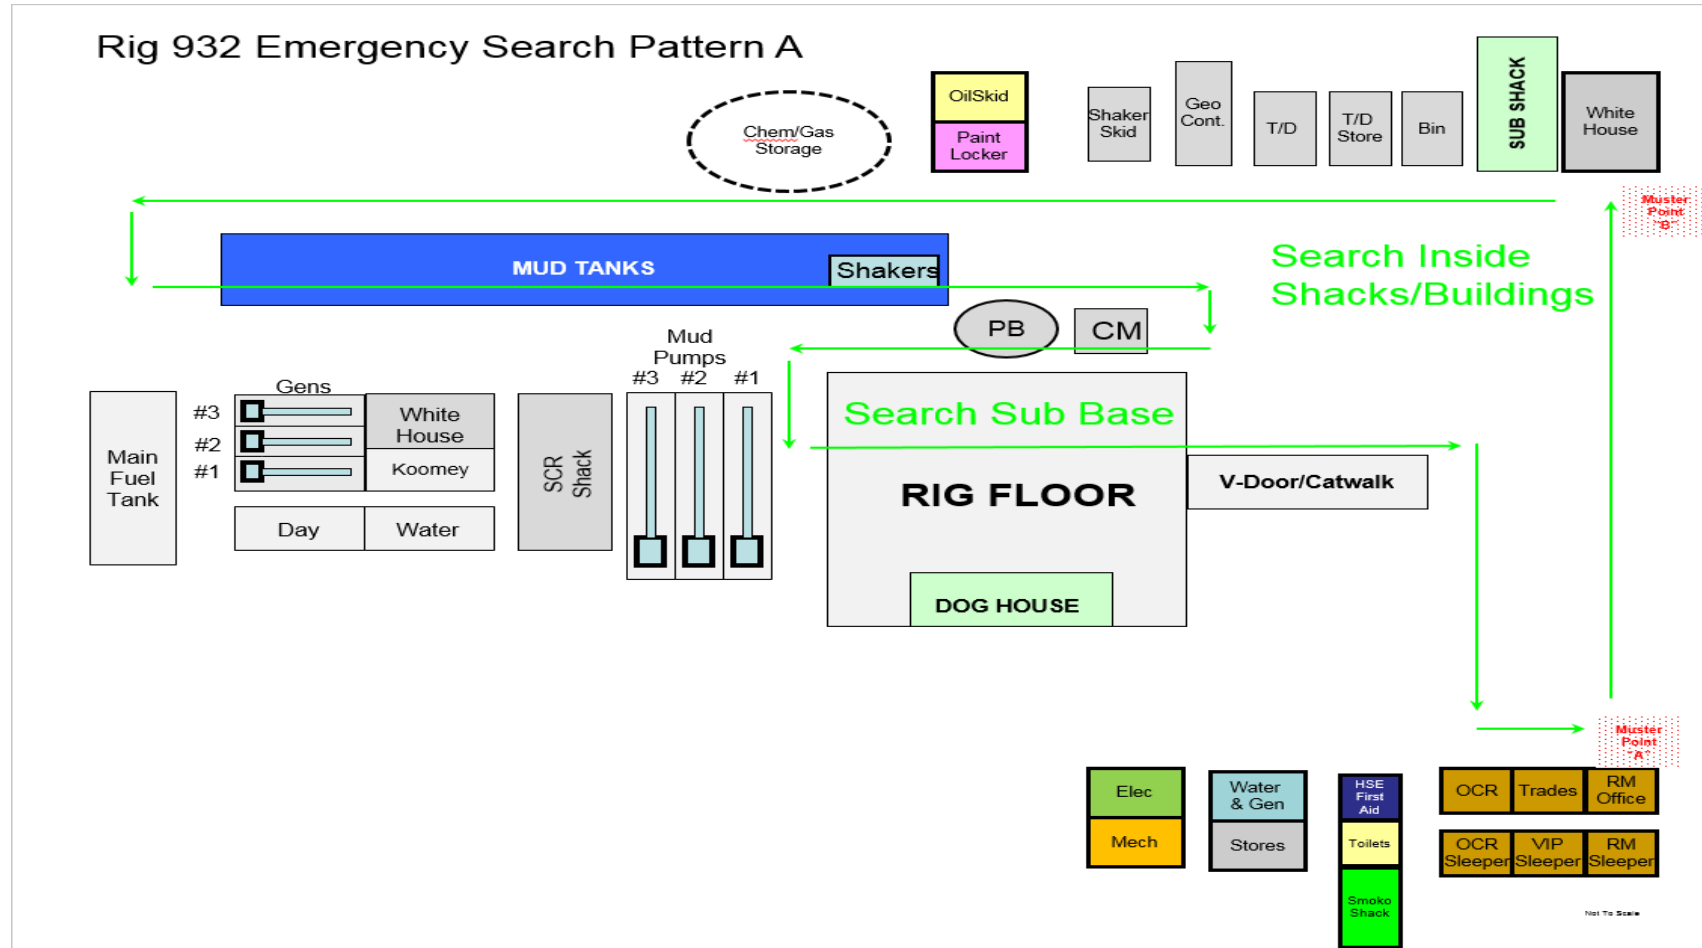 Rig 932 Emergency Search Pattern A
OilSkid
Paint
Locker
Chem/Gas
Storage
Shaker
Skid
Geo
Cont.
T/D
T/D
Store
Bin
SUB SHACK
White
House
Muster
Point
"B"
Search Inside
Shacks/Buildings
MUD TANKS
Shakers
PB
CM
Mud
Pumps
#3
#2
#1
Gens
#3
#2
#1
White
House
Koomey
Main
Fuel
Tank
Day
Water
SCR
Shack
Search Sub Base
RIG FLOOR
V-Door/Catwalk
DOG HOUSE
Muster
Point
"A"
Elec
Mech
Water
& Gen
Stores
HSE
First
Aid
Toilets
Smoko
Shack
OCR
Trades
RM
Office
OCR
Sleeper
VIP
Sleeper
RM
Sleeper
Not To Scale